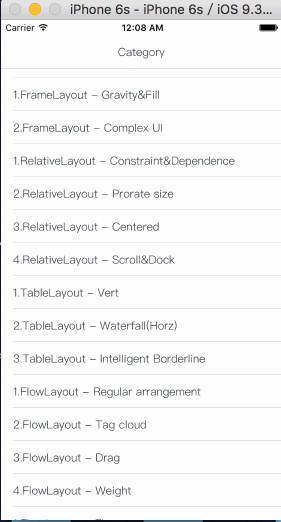 iPhone 6s - iPhone 6s / iOS 9.3...
Carrier 12:08 AM
Category
1.FrameLayout - Gravity&Fill
2.FrameLayout - Complex UI
1.RelativeLayout - Constraint&Dependence
2.RelativeLayout - Prorate size
3.RelativeLayout - Centered
4.RelativeLayout - Scroll&Dock
1.TableLayout - Vert
2.TableLayout - Waterfall(Horz)
3.TableLayout - Intelligent Borderline
1.FlowLayout - Regular arrangement
2.FlowLayout - Tag cloud
3.FlowLayout - Drag
4.FlowLayout - Weight